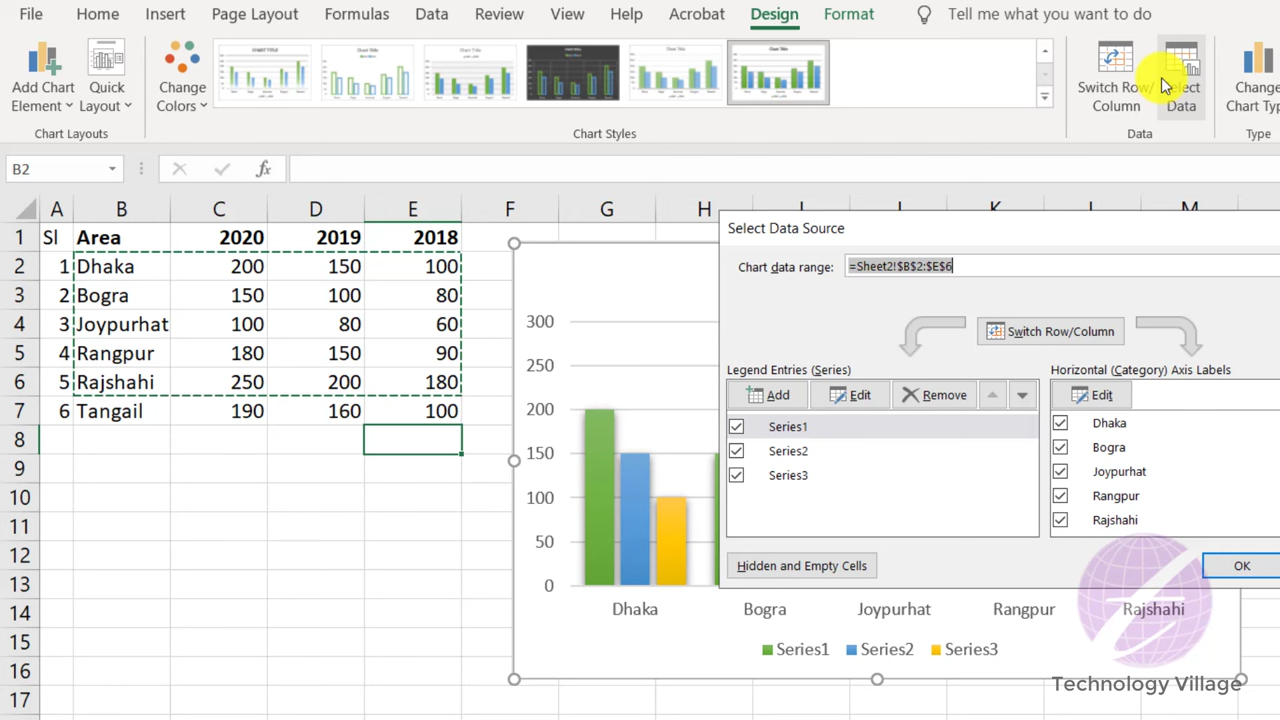 File Home Insert Page Layout Formulas Data Review View Help Acrobat Design Format Tell me what you want to do
Add Chart Element
Quick Layout
Change Colors
Switch Row/ Column
Select Data
Change Chart Typ
Chart Layouts Chart Styles Data Type
B2 fx
A B C D E F G H I J K L M
1 Sl Area 2020 2019 2018
2 1 Dhaka 200 150 100
3 2 Bogra 150 100 80
4 3 Joypurhat 100 80 60
5 4 Rangpur 180 150 90
6 5 Rajshahi 250 200 180
7 6 Tangail 190 160 100
8
9
10
11
12
13
14
15
16
17
Select Data Source
Chart data range: =Sheet2!$B$2:$E$6
Switch Row/Column
Legend Entries (Series)
Add Edit Remove
Series1
Series2
Series3
Horizontal (Category) Axis Labels
Edit
Dhaka
Bogra
Joypurhat
Rangpur
Rajshahi
Hidden and Empty Cells
OK
300
250
200
150
100
50
0
Dhaka Bogra Joypurhat Rangpur Rajshahi
Series1 Series2 Series3
Technology Village